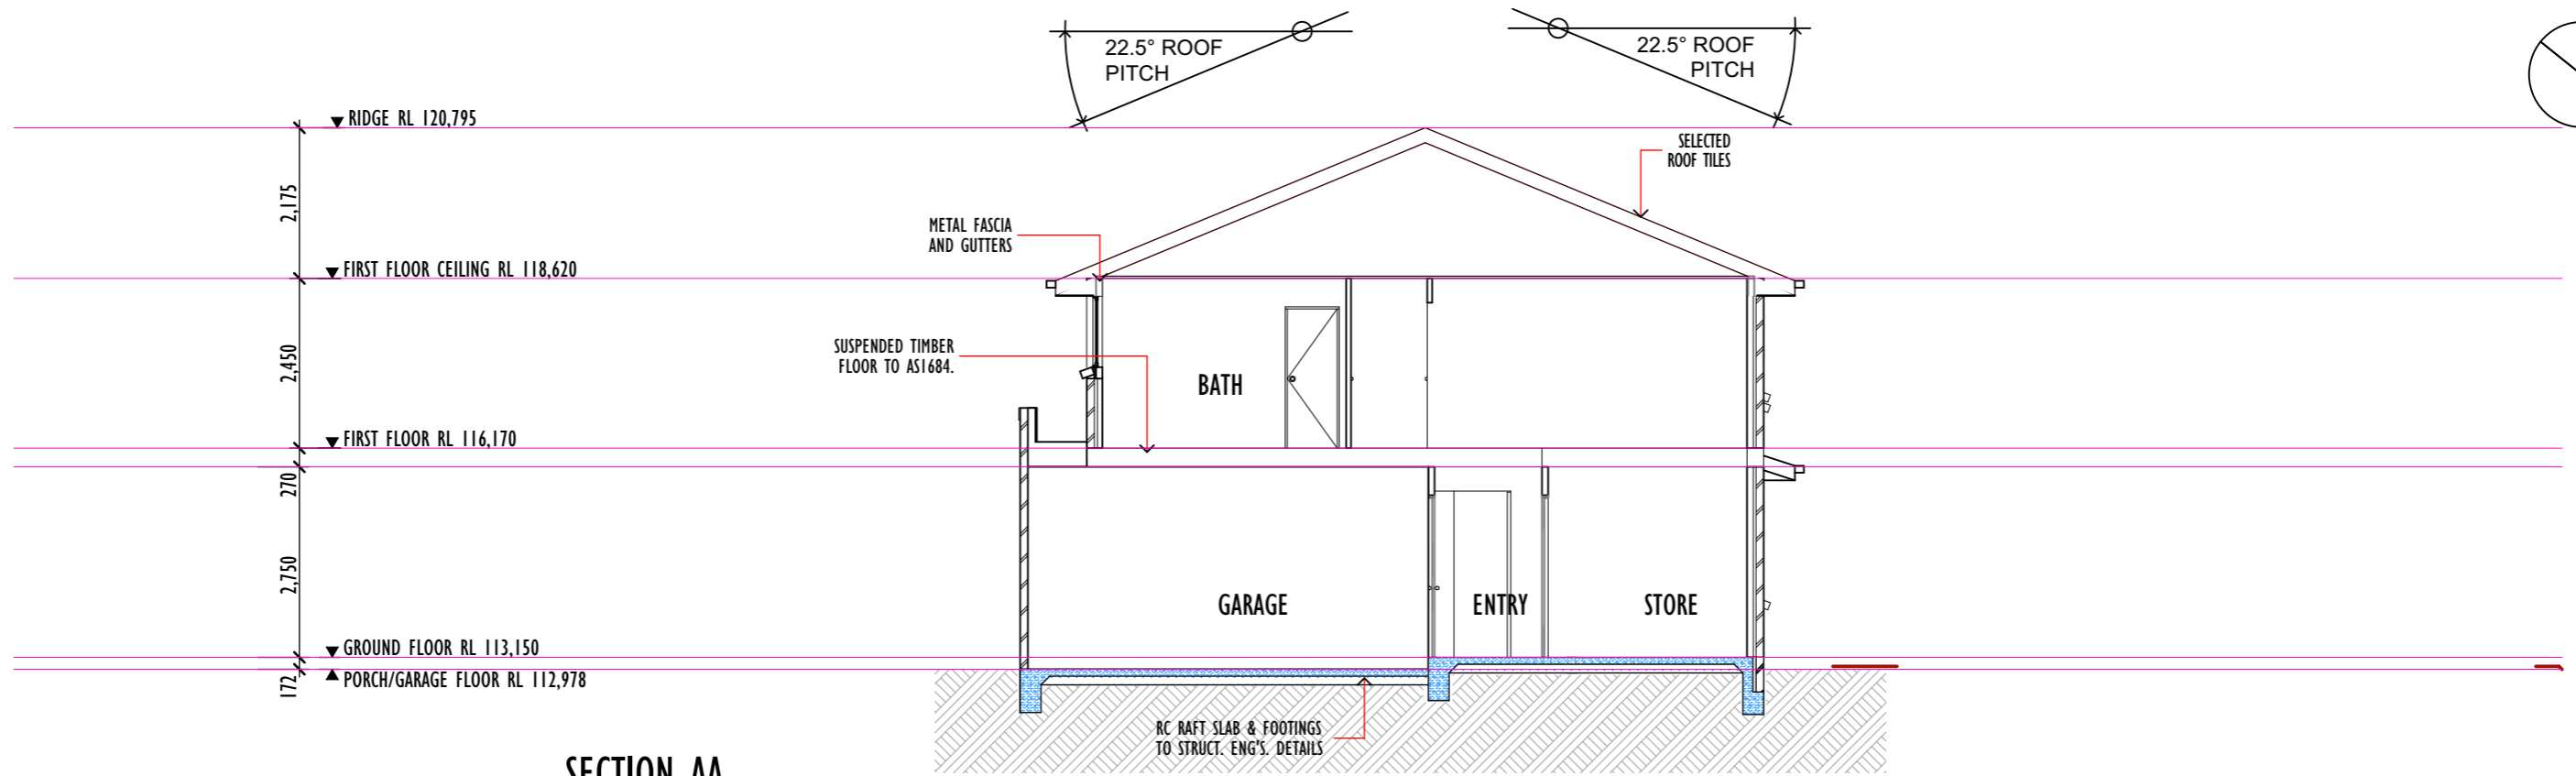 22.5° ROOF
PITCH
22.5° ROOF
PITCH
RIDGE RL 120,795
SELECTED
ROOF TILES
2,175
METAL FASCIA
AND GUTTERS
FIRST FLOOR CEILING RL 118,620
2,450
SUSPENDED TIMBER
FLOOR TO AS1684.
BATH
FIRST FLOOR RL 116,170
270
2,750
GARAGE
ENTRY
STORE
GROUND FLOOR RL 113,150
172
PORCH/GARAGE FLOOR RL 112,978
RC RAFT SLAB & FOOTINGS
TO STRUCT. ENG'S. DETAILS
SECTION AA